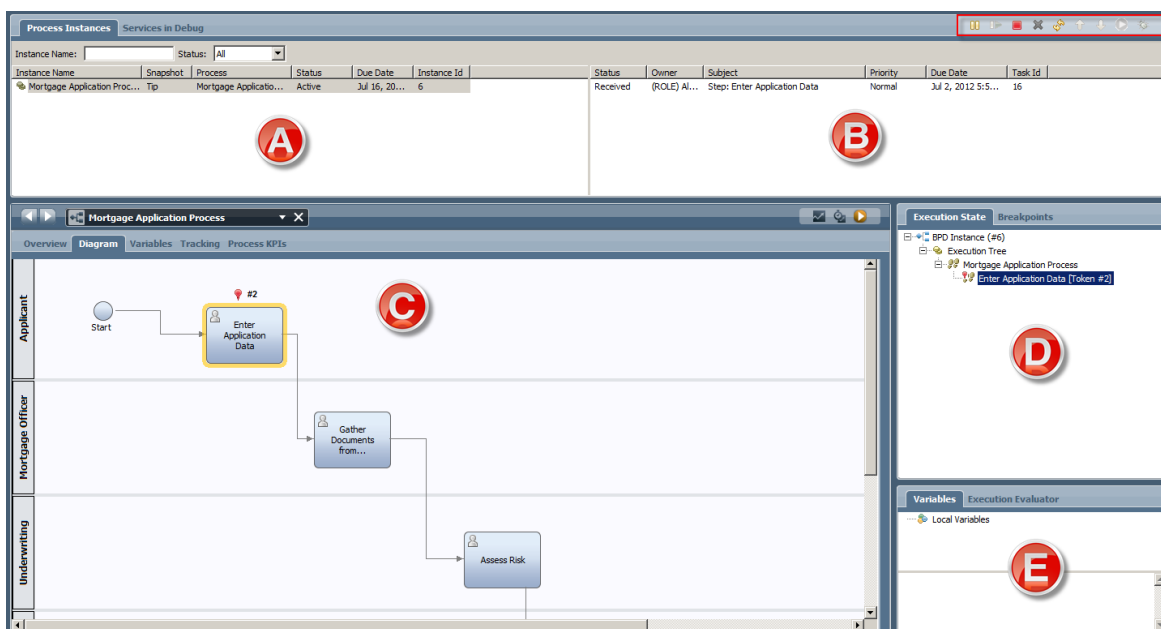 Process Instances Services in Debug
Instance Name: Status: All
Instance Name Snapshot Process Status Due Date Instance Id
Mortgage Application Proc... Tip Mortgage Applicatio... Active Jul 16, 20... 6
Status Owner Subject Priority Due Date Task Id
Received (ROLE) Al... Step: Enter Application Data Normal Jul 2, 2012 5:5... 16
A
B
Mortgage Application Process
Overview Diagram Variables Tracking Process KPIs
Applicant
Start
#2
Enter
Application
Data
C
Mortgage Officer
Gather
Documents
from...
Underwriting
Assess Risk
Execution State Breakpoints
BPD Instance (#6)
Execution Tree
Mortgage Application Process
Enter Application Data [Token #2]
D
Variables Execution Evaluator
Local Variables
E